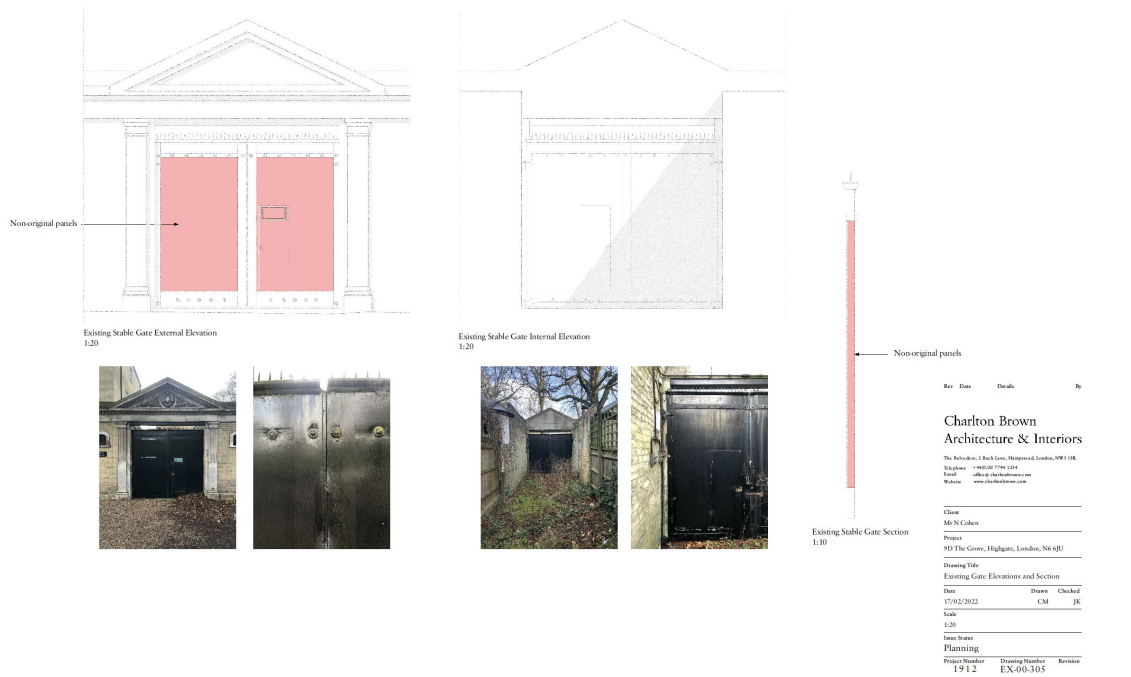 Non-original panels
Existing Stable Gate External Elevation
1:20
Existing Stable Gate Internal Elevation
1:20
Non-original panels
Existing Stable Gate Section
1:10
Rev Date Details By
Charlton Brown
Architecture & Interiors
The Belvedere, 2 Back Lane, Hampstead, London, NW3 1HL
Telephone +44(0)20 7794 1234
Email office@charltonbrown.com
Website www.charltonbrown.com
Client
Mr N Cohen
Project
9D The Grove, Highgate, London, N6 6JU
Drawing Title
Existing Gate Elevations and Section
Date Drawn Checked
17/02/2022 CM JK
Scale
1:20
Issue Status
Planning
Project Number Drawing Number Revision
1912 EX-00-305